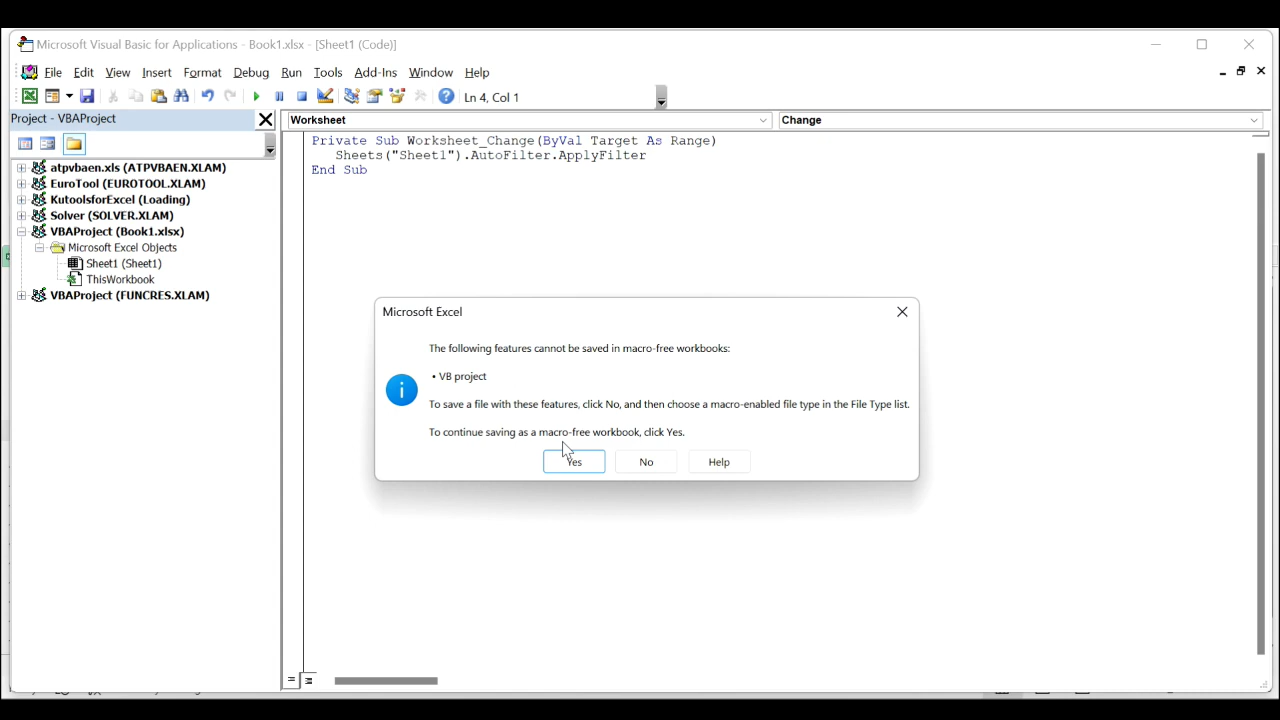 Microsoft Visual Basic for Applications - Book1.xlsx - [Sheet1 (Code)]
File Edit View Insert Format Debug Run Tools Add-Ins Window Help
Ln 4, Col 1
Project - VBAProject
Worksheet
Change
atpvbaen.xls (ATPVBAEN.XLAM)
EuroTool (EUROTOOL.XLAM)
KutoolsforExcel (Loading)
Solver (SOLVER.XLAM)
VBAProject (Book1.xlsx)
Microsoft Excel Objects
Sheet1 (Sheet1)
ThisWorkbook
VBAProject (FUNCRES.XLAM)
Private Sub Worksheet_Change(ByVal Target As Range)
Sheets("Sheet1").AutoFilter.ApplyFilter
End Sub
Microsoft Excel
The following features cannot be saved in macro-free workbooks:
• VB project
To save a file with these features, click No, and then choose a macro-enabled file type in the File Type list.
To continue saving as a macro-free workbook, click Yes.
Yes No Help